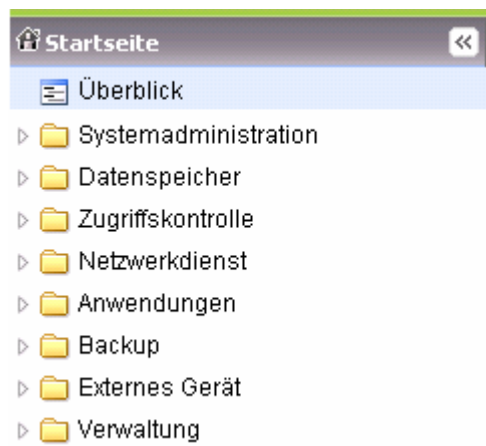 Startseite
Überblick
Systemadministration
Datenspeicher
Zugriffskontrolle
Netzwerkdienst
Anwendungen
Backup
Externes Gerät
Verwaltung